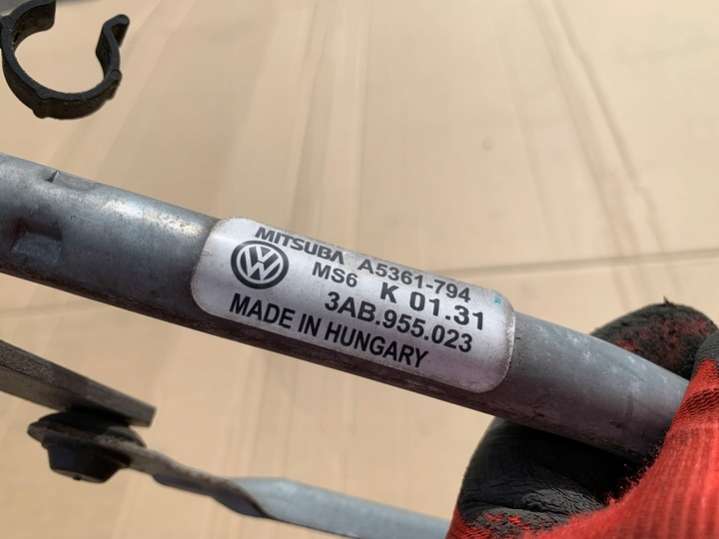 MITSUBA A5361-794
MS6 K 01.31
3AB.955.023
MADE IN HUNGARY